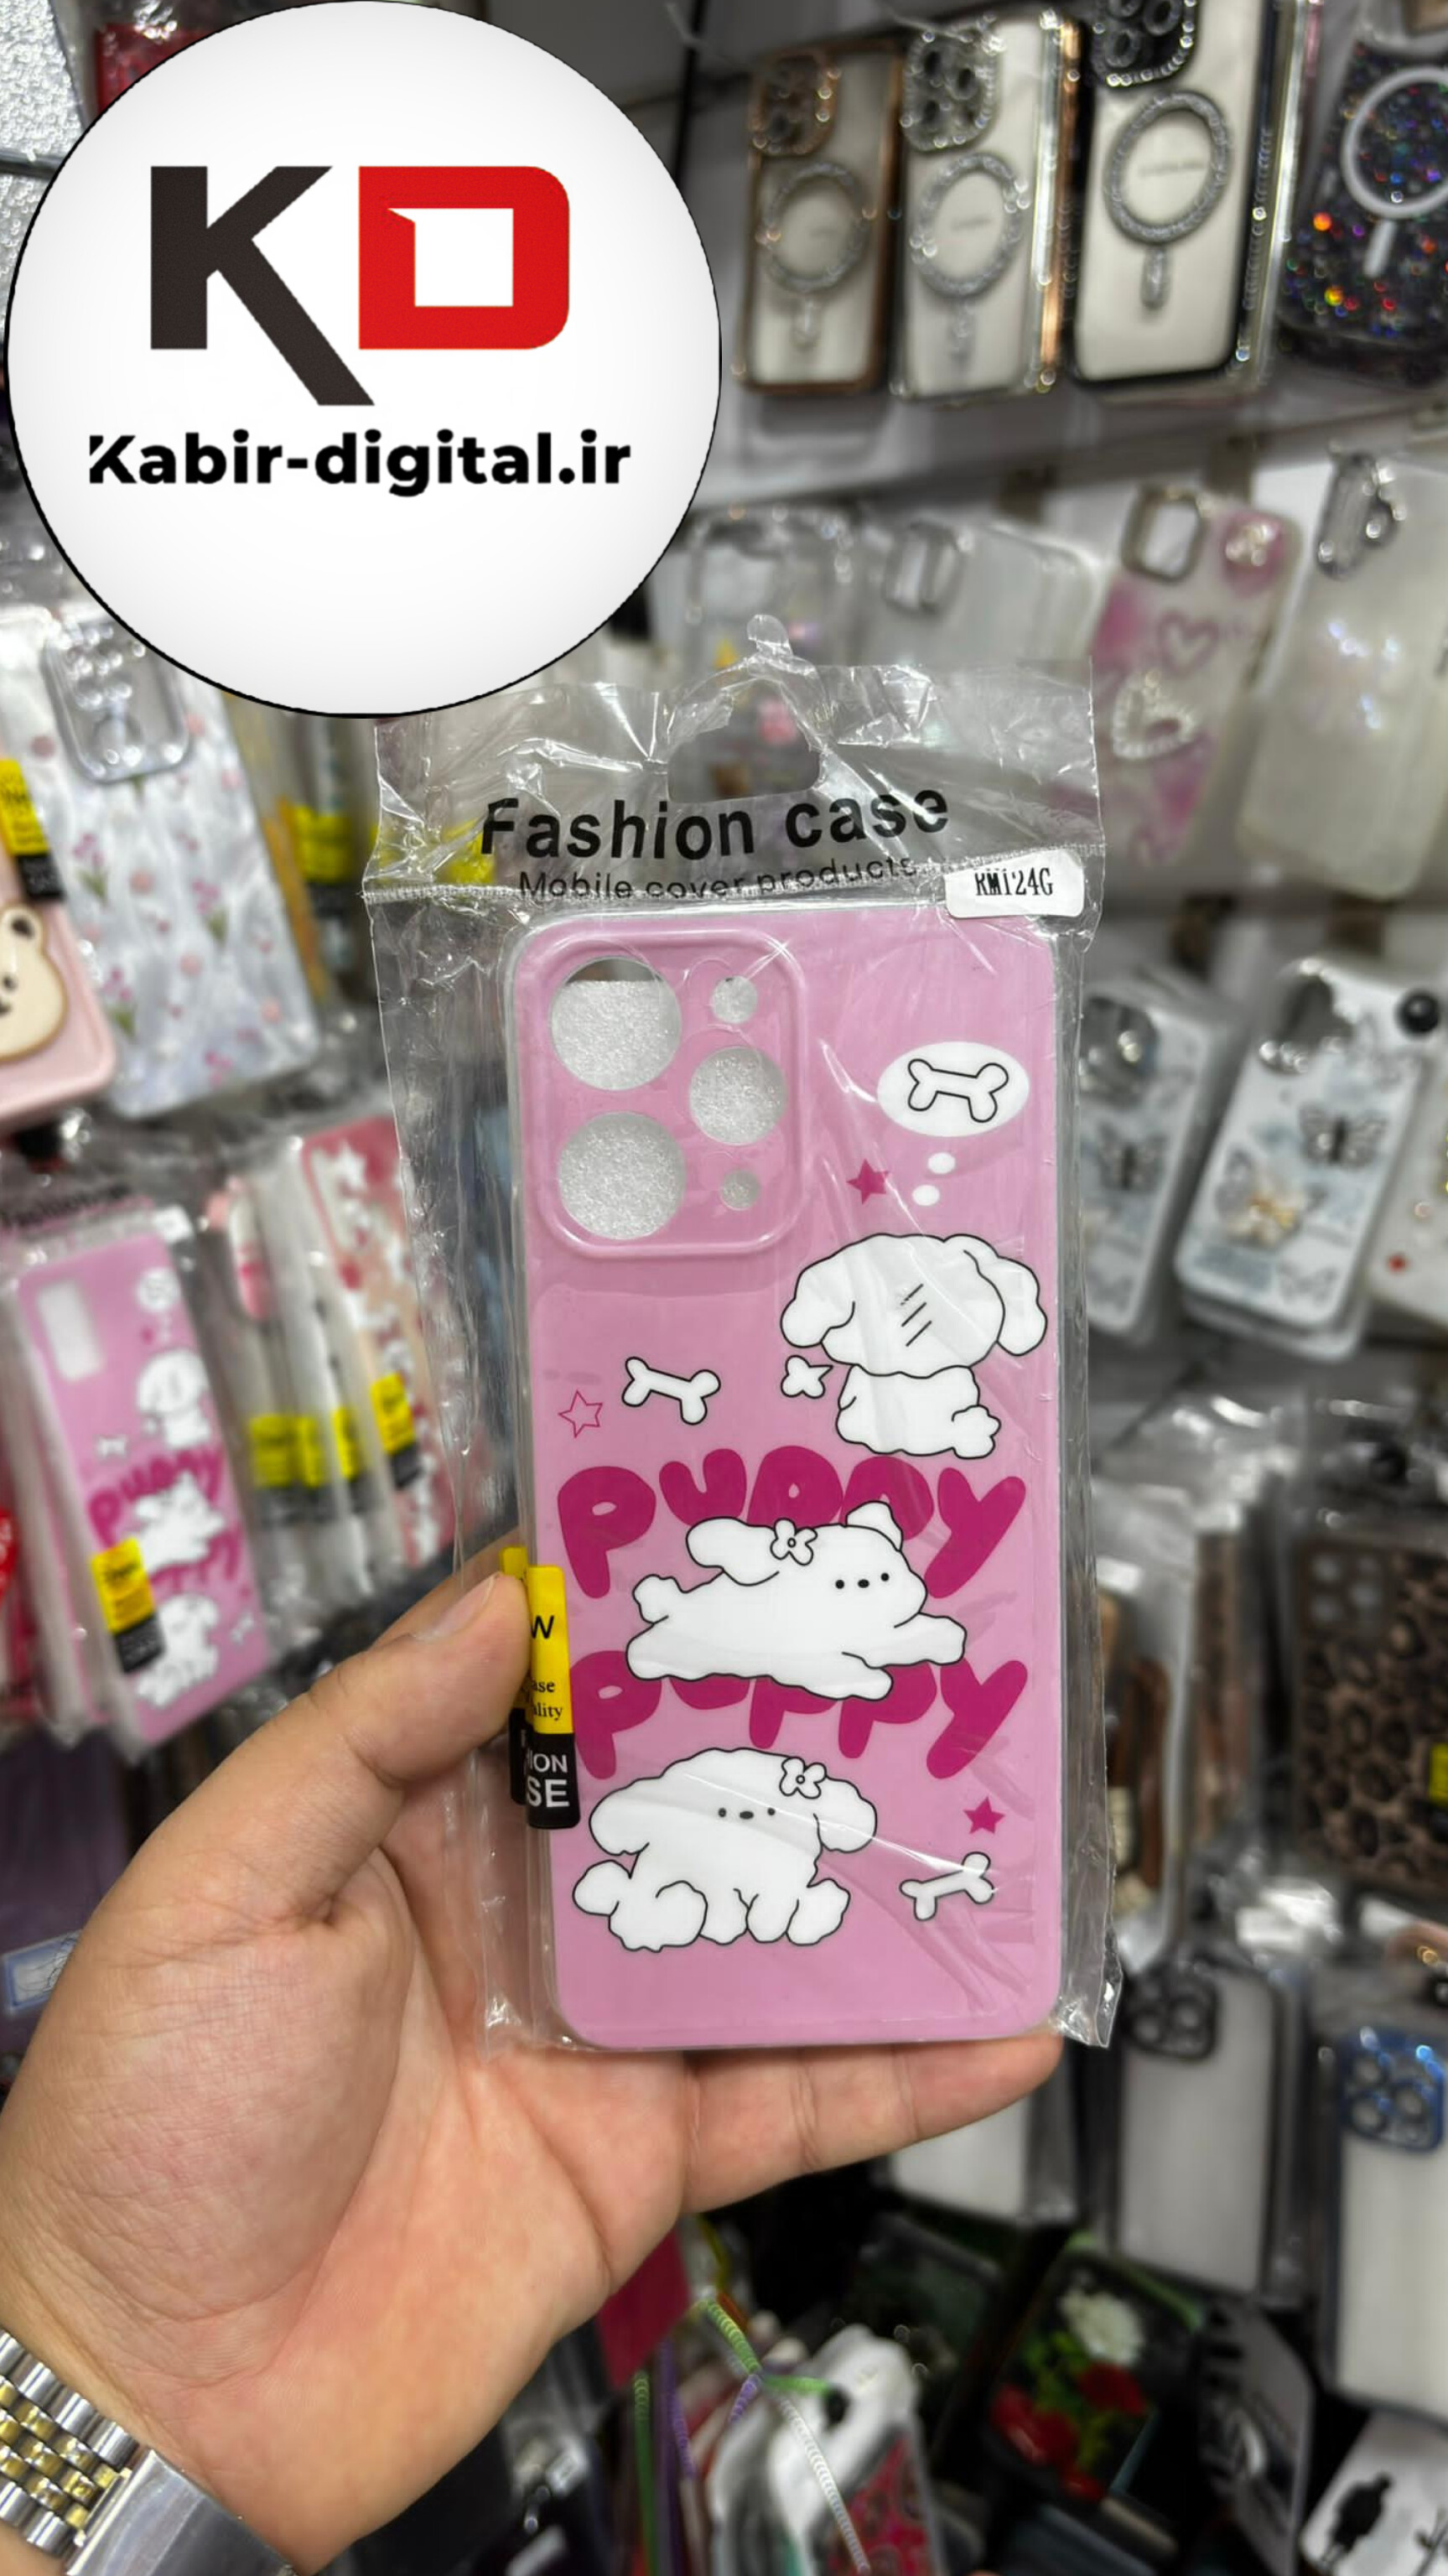 KD
Kabir-digital.ir
Fashion case
Mobile cover products
RM124G
puppy
puppy